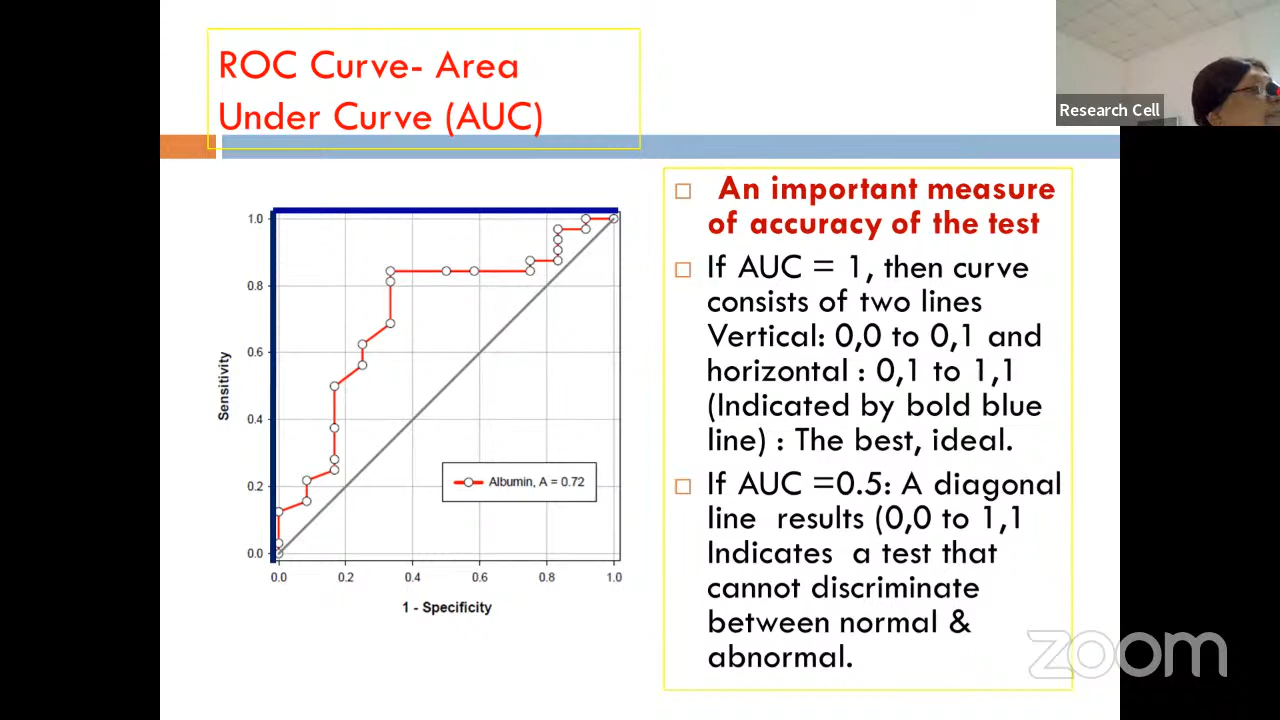 ROC Curve- Area
Under Curve (AUC)
Research Cell
1.0
0.8
0.6
0.4
0.2
0.0
Sensitivity
Albumin, A = 0.72
0.0 0.2 0.4 0.6 0.8 1.0
1 - Specificity
An important measure
of accuracy of the test
If AUC = 1, then curve
consists of two lines
Vertical: 0,0 to 0,1 and
horizontal : 0,1 to 1,1
(Indicated by bold blue
line) : The best, ideal.
If AUC =0.5: A diagonal
line results (0,0 to 1,1
Indicates a test that
cannot discriminate
between normal &
abnormal.
zoom